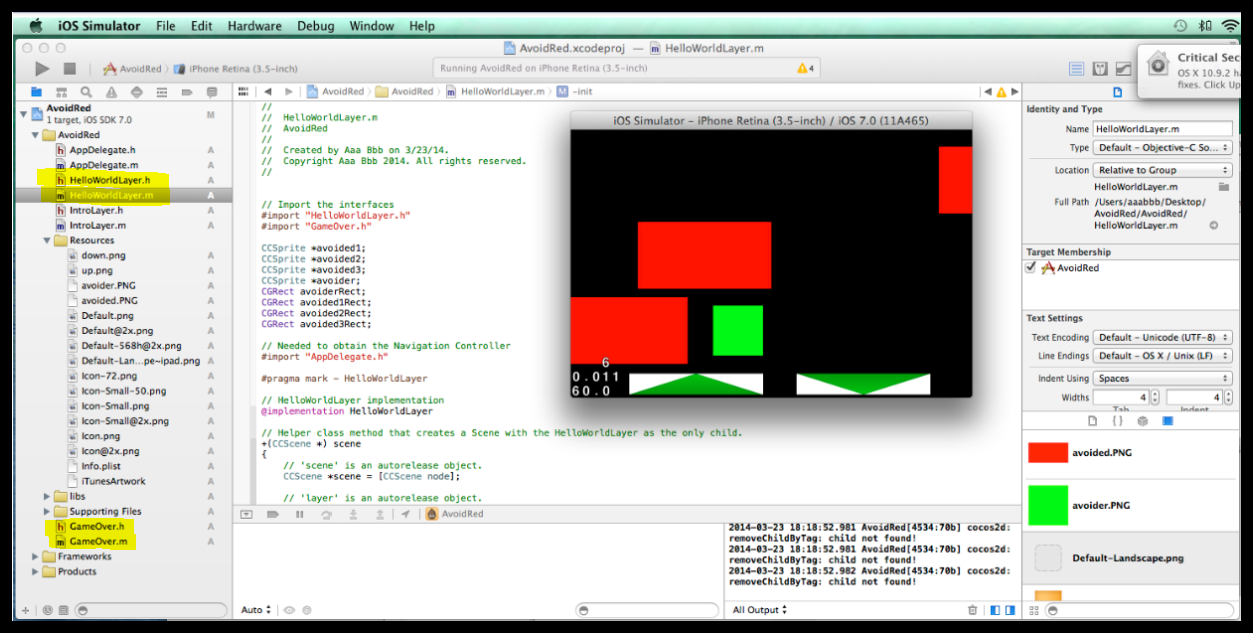 iOS Simulator File Edit Hardware Debug Window Help
AvoidRed.xcodeproj — HelloWorldLayer.m
AvoidRed iPhone Retina (3.5-inch)
Running AvoidRed on iPhone Retina (3.5-inch)
4
Critical Sec
OS X 10.9.2 ha
fixes. Click Up
AvoidRed AvoidRed HelloWorldLayer.m -init
AvoidRed
1 target, iOS SDK 7.0
M
AvoidRed
AppDelegate.h A
AppDelegate.m A
HelloWorldLayer.h A
HelloWorldLayer.m A
IntroLayer.h A
IntroLayer.m A
Resources
down.png A
up.png A
avoider.PNG A
avoided.PNG A
Default.png A
Default@2x.png A
Default-568h@2x.png A
Default-Lan...pe~ipad.png A
Icon-72.png A
Icon-Small-50.png A
Icon-Small.png A
Icon-Small@2x.png A
Icon.png A
Icon@2x.png A
Info.plist A
iTunesArtwork A
libs A
Supporting Files A
GameOver.h A
GameOver.m A
Frameworks
Products
//
// HelloWorldLayer.m
// AvoidRed
//
// Created by Aaa Bbb on 3/23/14.
// Copyright Aaa Bbb 2014. All rights reserved.
//
// Import the interfaces
#import "HelloWorldLayer.h"
#import "GameOver.h"
CCSprite *avoided1;
CCSprite *avoided2;
CCSprite *avoided3;
CCSprite *avoider;
CGRect avoiderRect;
CGRect avoided1Rect;
CGRect avoided2Rect;
CGRect avoided3Rect;
// Needed to obtain the Navigation Controller
#import "AppDelegate.h"
#pragma mark - HelloWorldLayer
// HelloWorldLayer implementation
@implementation HelloWorldLayer
// Helper class method that creates a Scene with the HelloWorldLayer as the only child.
+(CCScene *) scene
{
// 'scene' is an autorelease object.
CCScene *scene = [CCScene node];
// 'layer' is an autorelease object.
iOS Simulator - iPhone Retina (3.5-inch) / iOS 7.0 (11A465)
6
0.011
60.0
AvoidRed
2014-03-23 18:18:52.981 AvoidRed[4534:70b] cocos2d:
removeChildByTag: child not found!
2014-03-23 18:18:52.981 AvoidRed[4534:70b] cocos2d:
removeChildByTag: child not found!
2014-03-23 18:18:52.982 AvoidRed[4534:70b] cocos2d:
removeChildByTag: child not found!
Auto
All Output
Identity and Type
Name HelloWorldLayer.m
Type Default - Objective-C So...
Location Relative to Group
HelloWorldLayer.m
Full Path /Users/aaabbb/Desktop/
AvoidRed/AvoidRed/
HelloWorldLayer.m
Target Membership
AvoidRed
Text Settings
Text Encoding Default - Unicode (UTF-8)
Line Endings Default - OS X / Unix (LF)
Indent Using Spaces
Widths 4 4
Tab Indent
{ }
avoided.PNG
avoider.PNG
Default-Landscape.png